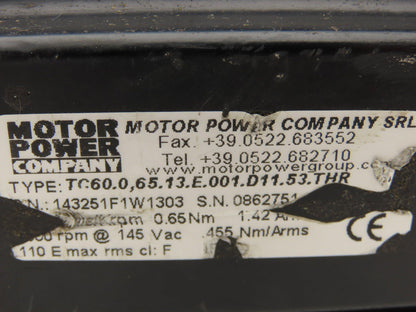 MOTOR POWER COMPANY
MOTOR POWER COMPANY SRL
Fax. +39.0522.683552
Tel. +39.0522.682710
www.motorpowergroup.com
TYPE: TC60.0,65.13.E.001.D11.53.THR
.N.: 143251F1W1303 S.N. 0862751
0.65Nm 1.42
rpm @ 145 Vac .455 Nm/Arms
110 E max rms cl: F
CE